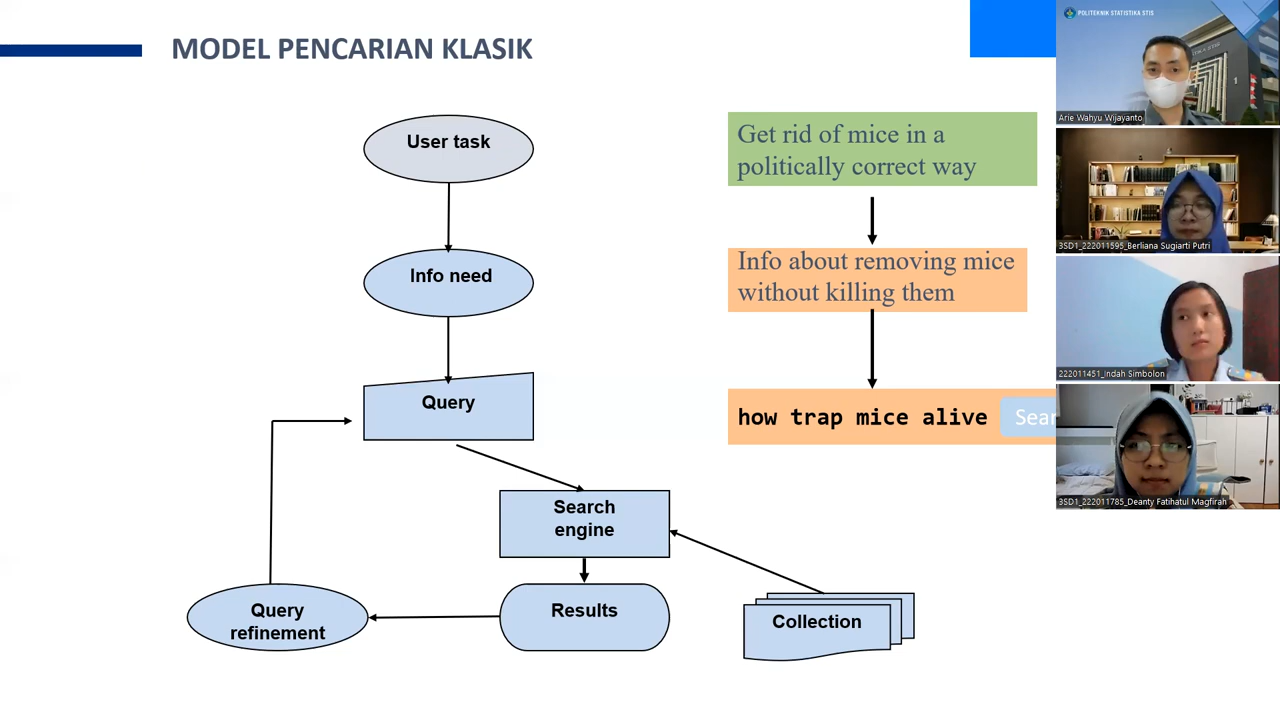 MODEL PENCARIAN KLASIK
User task
Info need
Query
Search
engine
Results
Query
refinement
Collection
Get rid of mice in a
politically correct way
Info about removing mice
without killing them
how trap mice alive
POLITEKNIK STATISTIKA STIS
Arie Wahyu Wijayanto
3SD1_222011595_Berliana Sugiarti Putri
222011451_Indah Simbolon
3SD1_222011785_Deanty Fatihatul Magfirah